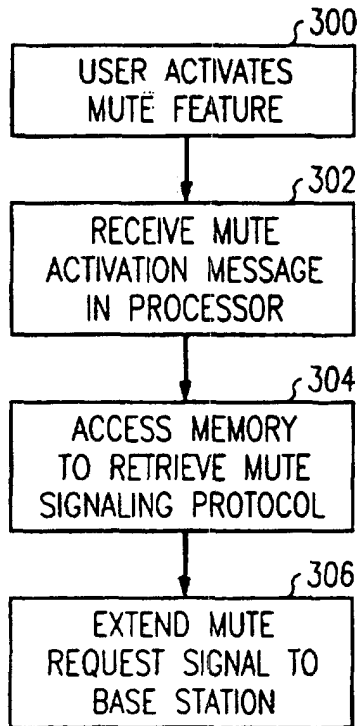 300
USER ACTIVATES
MUTE FEATURE
302
RECEIVE MUTE
ACTIVATION MESSAGE
IN PROCESSOR
304
ACCESS MEMORY
TO RETRIEVE MUTE
SIGNALING PROTOCOL
306
EXTEND MUTE
REQUEST SIGNAL TO
BASE STATION